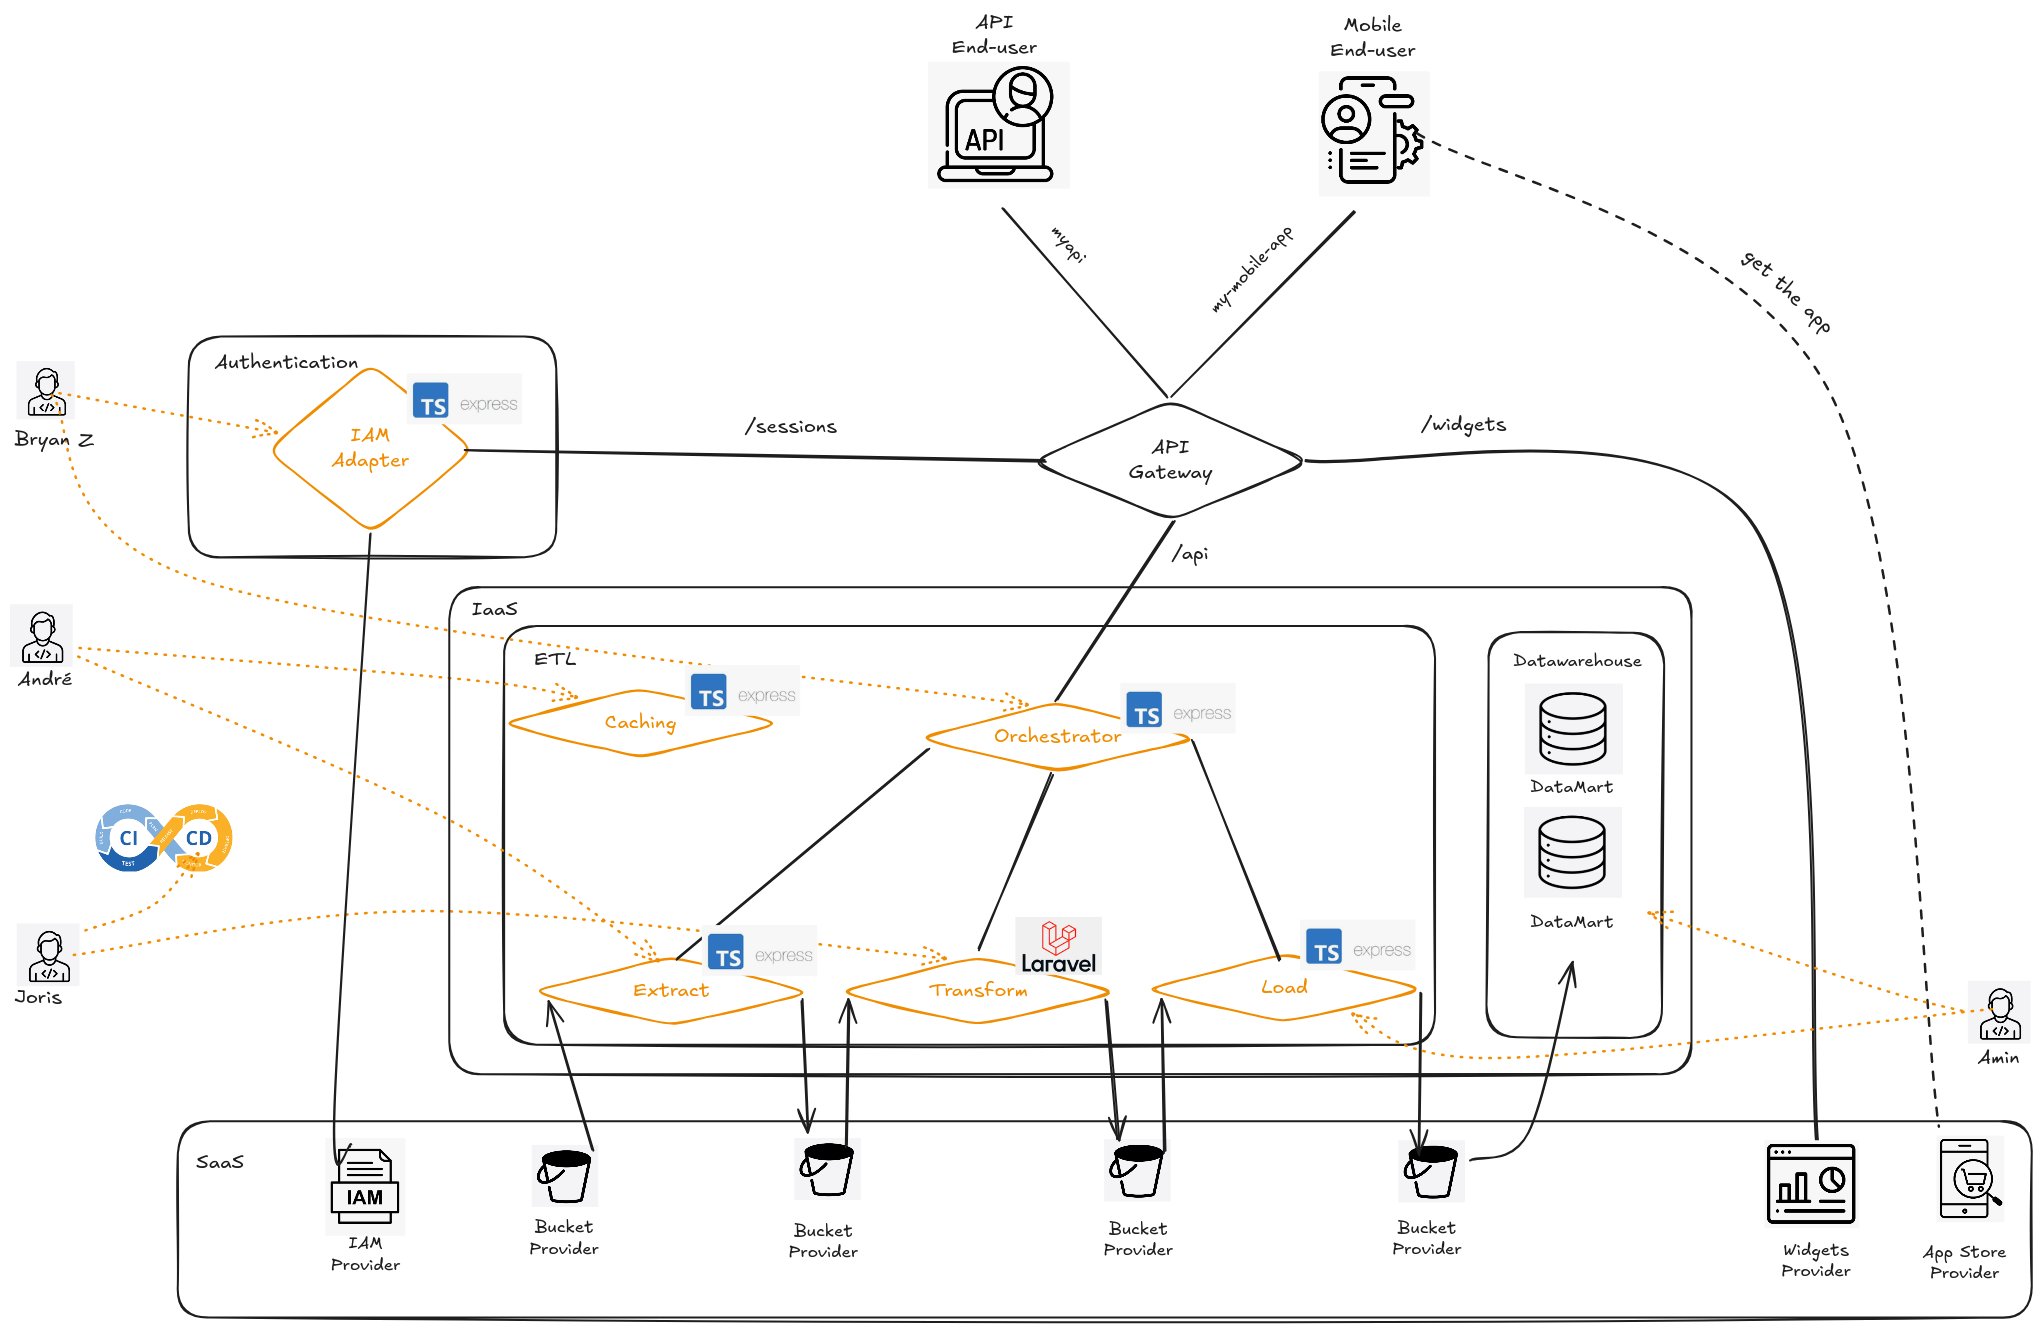 API
End-user
Mobile
End-user
API
myapi
my-mobile-app
get the app
Authentication
TS express
IAM
Adapter
Bryan Z
/sessions
API
Gateway
/widgets
/api
IaaS
ETL
André
TS express
Caching
TS express
Orchestrator
Datawarehouse
DataMart
DataMart
CI CD
TEST
Joris
TS express
Extract
Laravel
Transform
TS express
Load
Amin
SaaS
IAM
IAM
Provider
Bucket
Provider
Bucket
Provider
Bucket
Provider
Bucket
Provider
Widgets
Provider
App Store
Provider